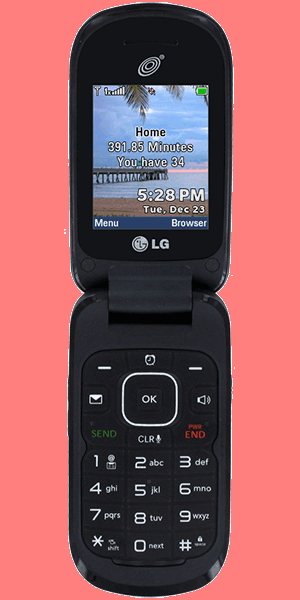 1x
Home
391.85 Minutes
You have 34
5:28 PM
Tue, Dec 23
Menu Browser
LG
OK
SEND CLR PWR END
1 2 abc 3 def
4 ghi 5 jkl 6 mno
7 pqrs 8 tuv 9 wxyz
* shift 0 next # space